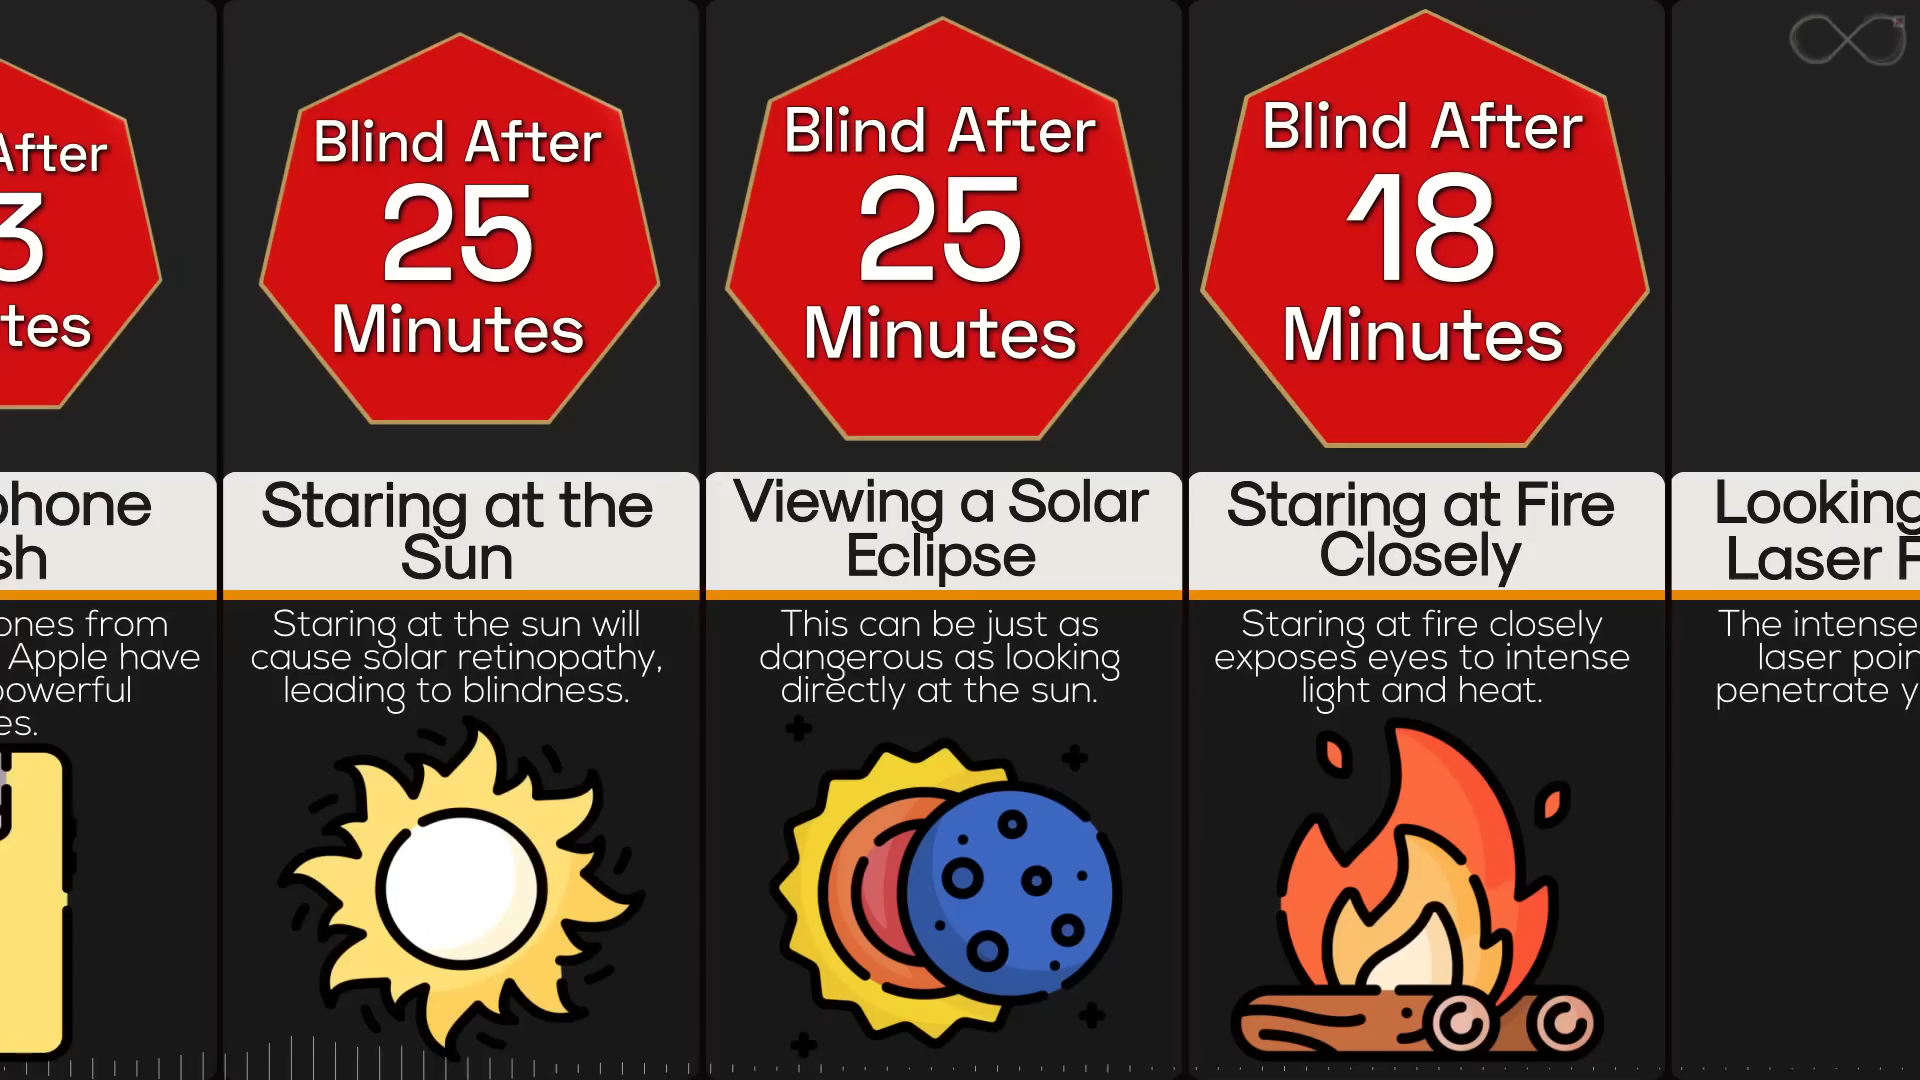 After
3
tes
phone
sh
ones from
Apple have
powerful
es.
Blind After
25
Minutes
Staring at the
Sun
Staring at the sun will
cause solar retinopathy,
leading to blindness.
Blind After
25
Minutes
Viewing a Solar
Eclipse
This can be just as
dangerous as looking
directly at the sun.
Blind After
18
Minutes
Staring at Fire
Closely
Staring at fire closely
exposes eyes to intense
light and heat.
Looking
Laser P
The intense
laser poin
penetrate y